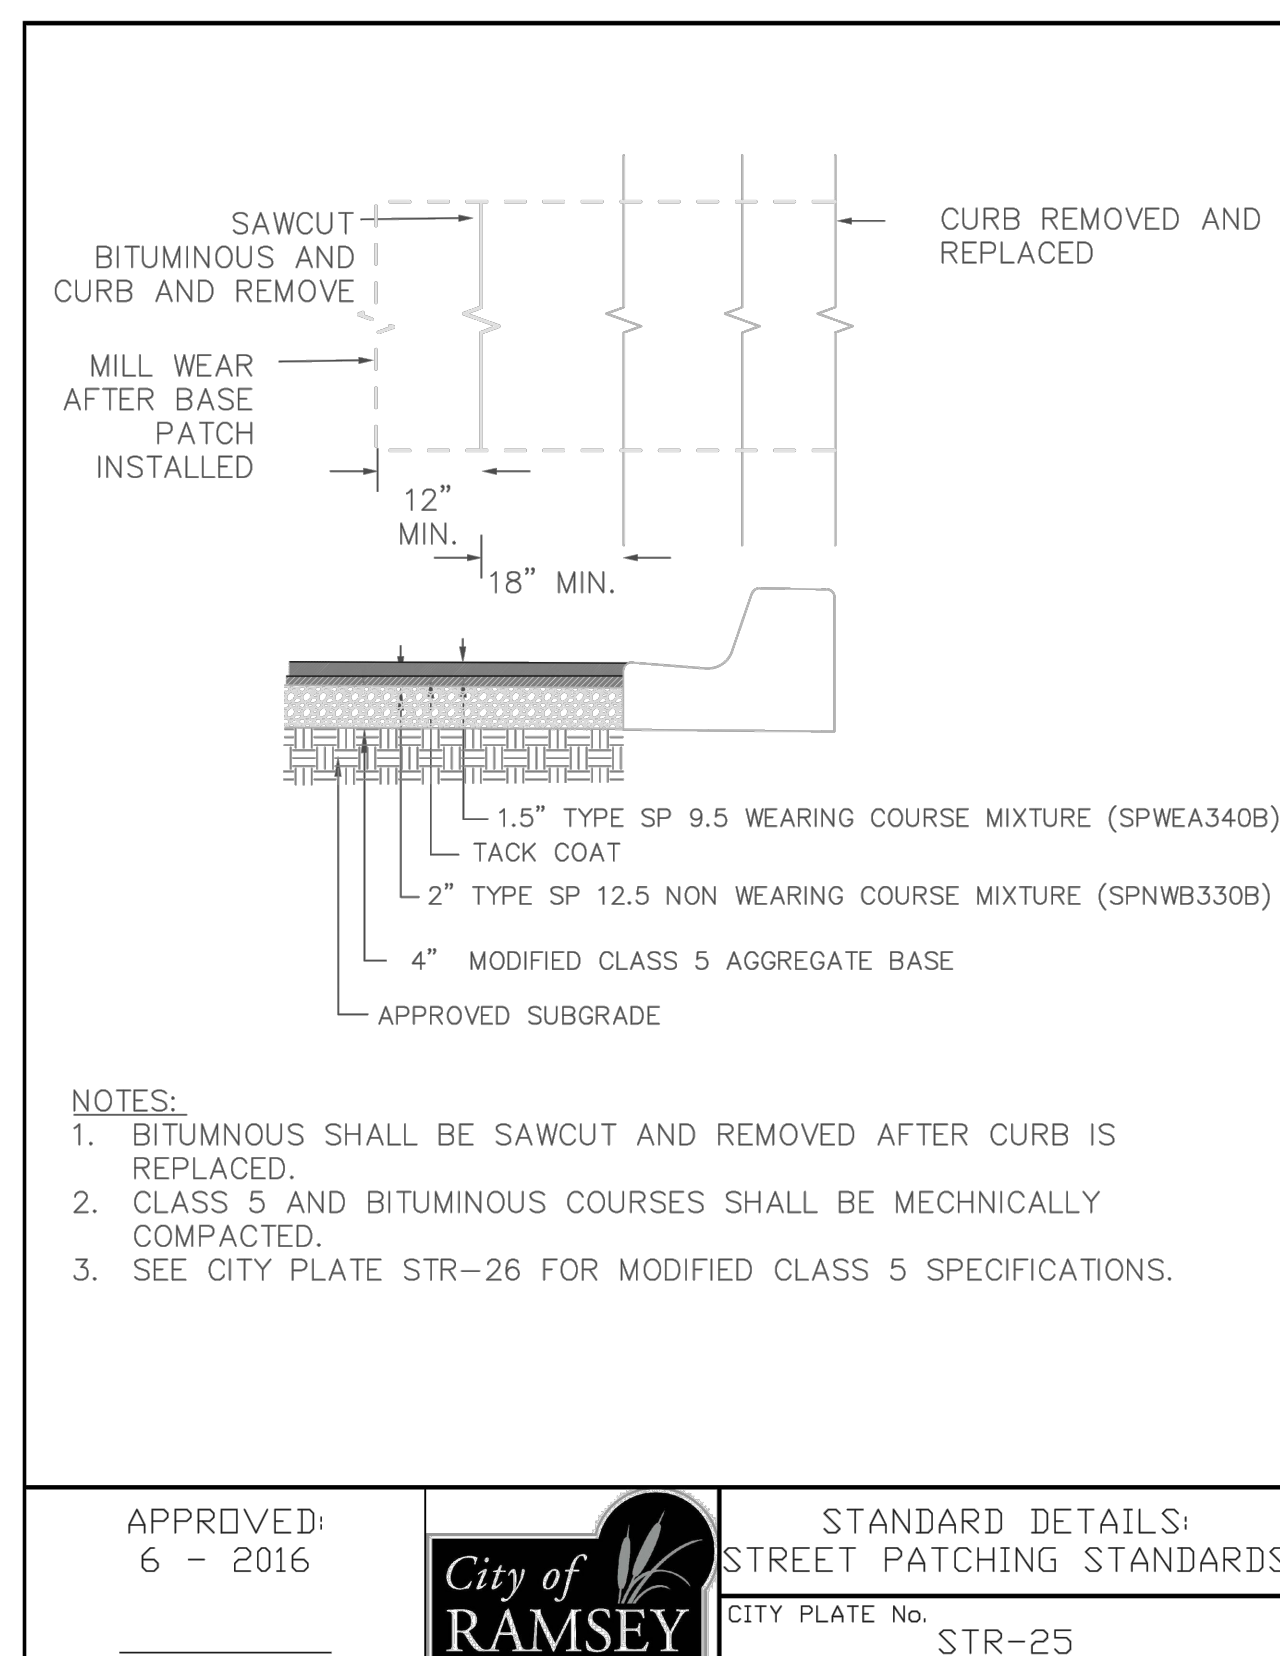 SAWCUT
BITUMINOUS AND
CURB AND REMOVE
CURB REMOVED AND
REPLACED
MILL WEAR
AFTER BASE
PATCH
INSTALLED
12"
MIN.
18" MIN.
1.5" TYPE SP 9.5 WEARING COURSE MIXTURE (SPWEA340B)
TACK COAT
2" TYPE SP 12.5 NON WEARING COURSE MIXTURE (SPNWB330B)
4" MODIFIED CLASS 5 AGGREGATE BASE
APPROVED SUBGRADE
NOTES:
1. BITUMNOUS SHALL BE SAWCUT AND REMOVED AFTER CURB IS
REPLACED.
2. CLASS 5 AND BITUMINOUS COURSES SHALL BE MECHNICALLY
COMPACTED.
3. SEE CITY PLATE STR-26 FOR MODIFIED CLASS 5 SPECIFICATIONS.
APPROVED:
6 - 2016
City of
RAMSEY
STANDARD DETAILS:
STREET PATCHING STANDARDS
CITY PLATE No.
STR-25